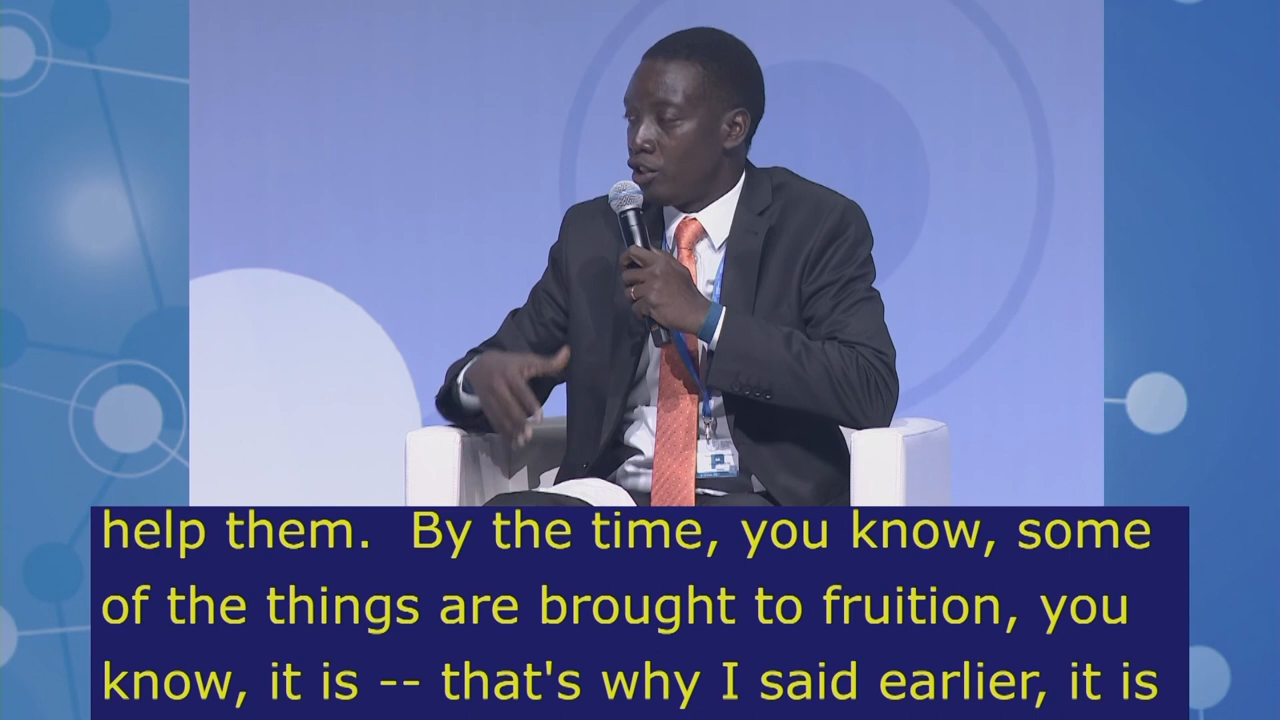 help them.  By the time, you know, some
of the things are brought to fruition, you
know, it is -- that's why I said earlier, it is